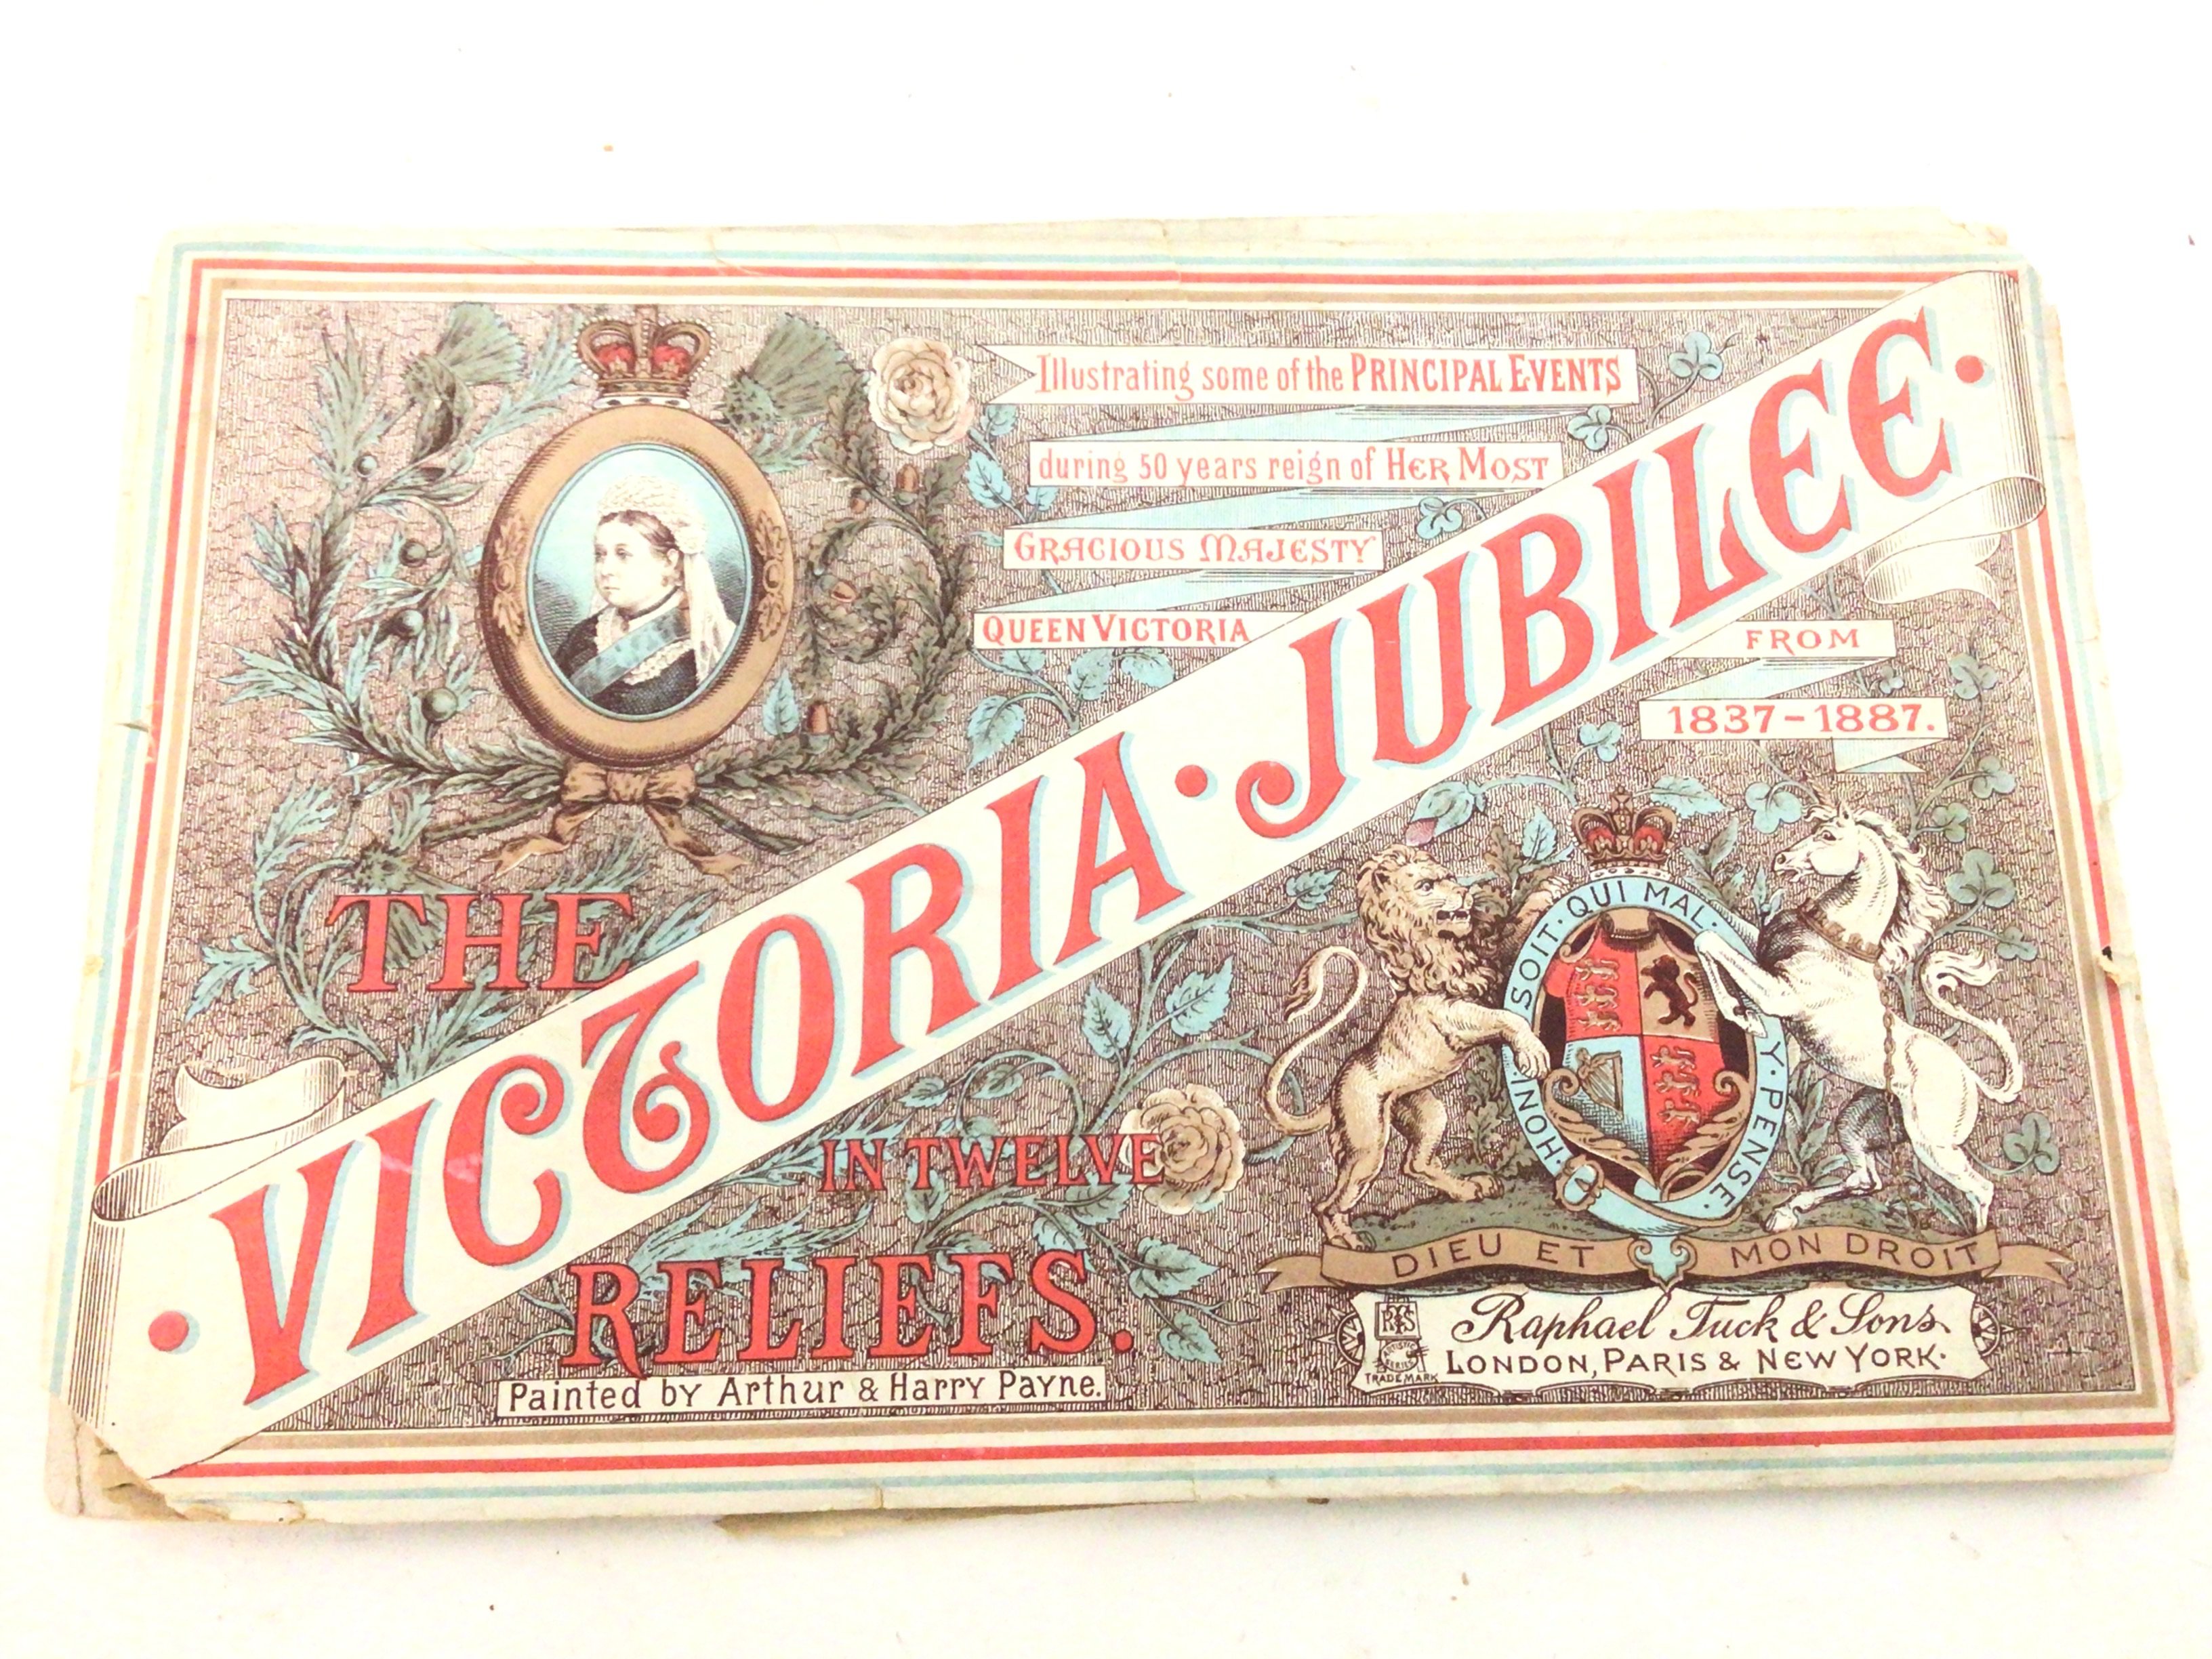 Illustrating some of the PRINCIPAL EVENTS
during 50 years reign of HER MOST
GRACIOUS MAJESTY
QUEEN VICTORIA
FROM
1837-1887.
THE
VICTORIA · JUBILEE.
IN TWELVE
RELIEFS.
Painted by Arthur & Harry Payne.
HONI · SOIT · QUI MAL · Y · PENSE ·
DIEU ET MON DROIT
Raphael Tuck & Sons.
LONDON, PARIS & NEW YORK.
TRADEMARK